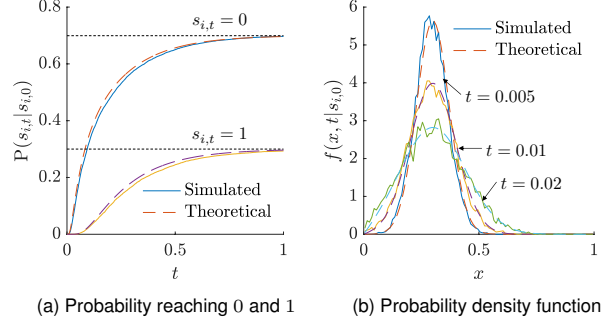 (a)
0.8
0.6
0.4
0.2
0
P(s_{i,t}|s_{i,0})
s_{i,t} = 0
s_{i,t} = 1
Simulated
Theoretical
0
0.5
1
t
(a) Probability reaching 0 and 1
(b)
6
5
4
3
2
1
0
f(x, t|s_{i,0})
Simulated
Theoretical
t = 0.005
t = 0.01
t = 0.02
0
0.5
1
x
(b) Probability density function